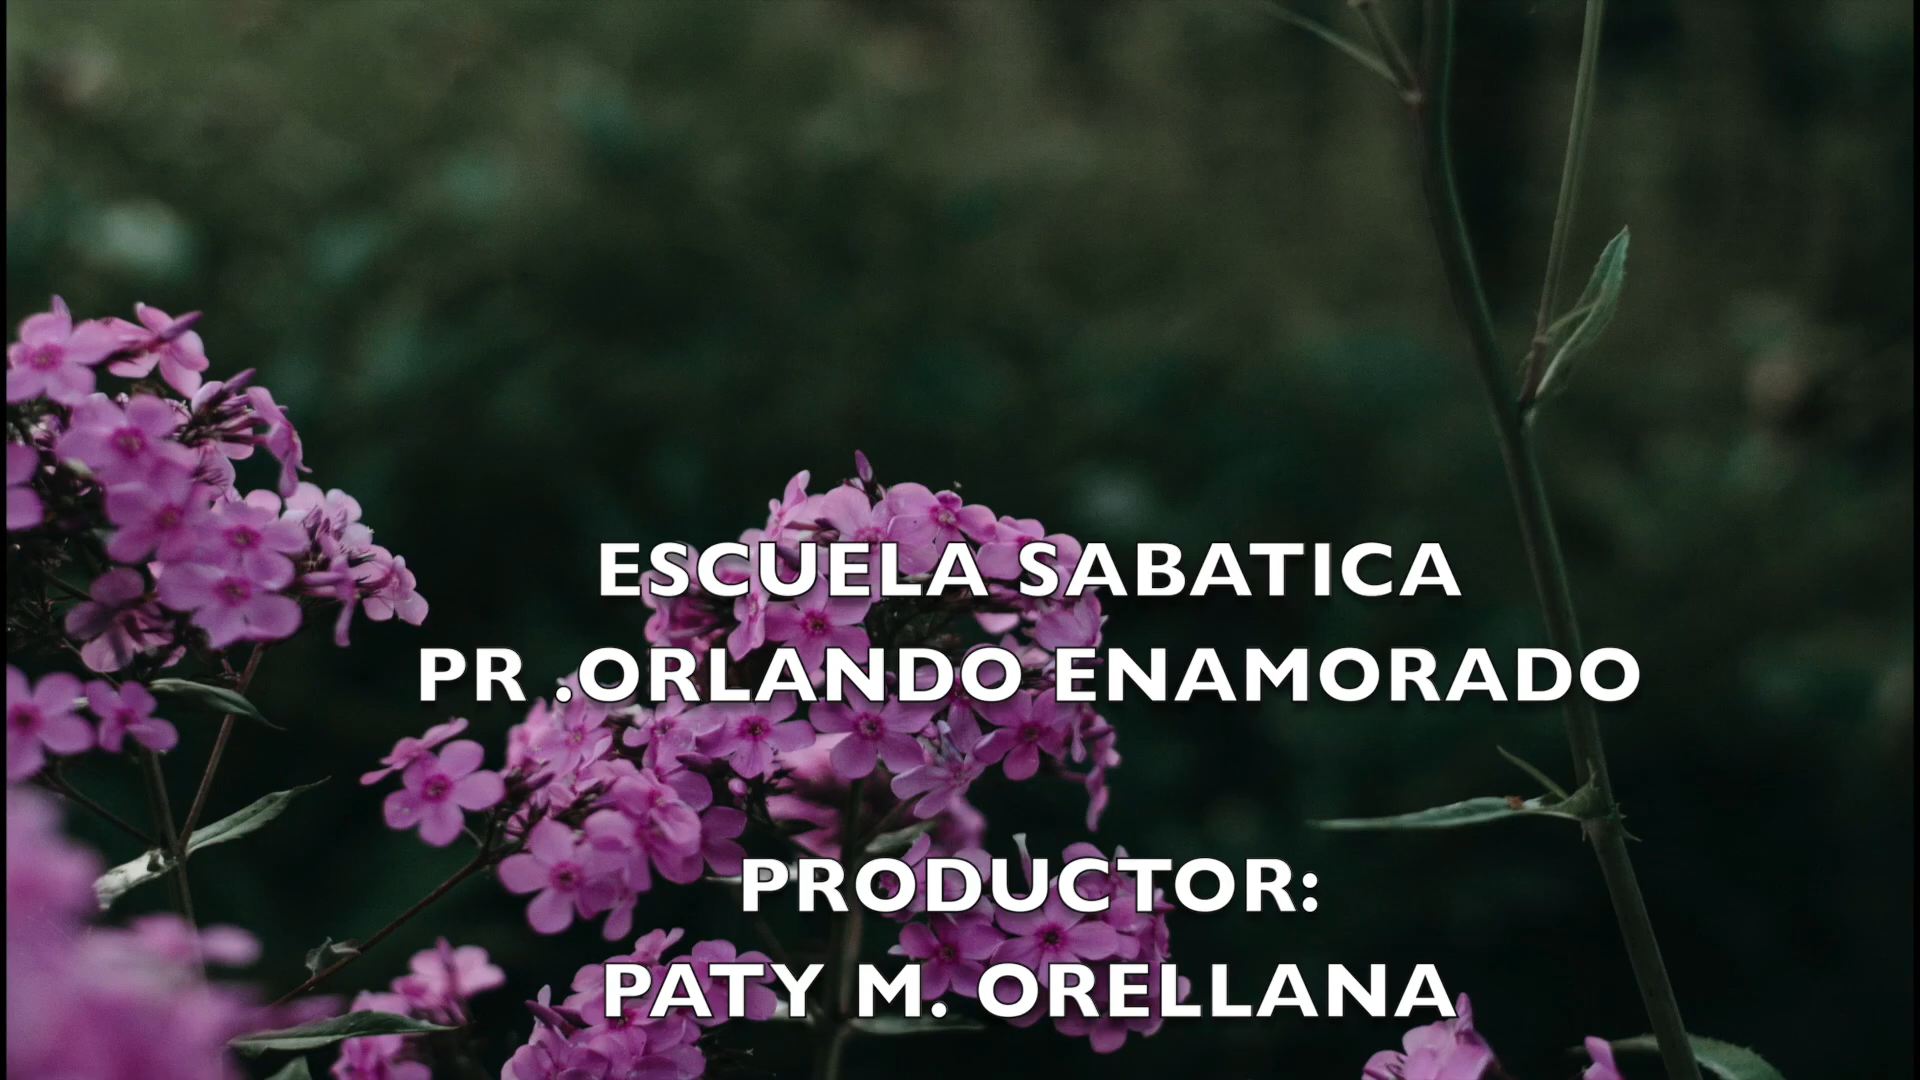 ESCUELA SABATICA
PR .ORLANDO ENAMORADO
PRODUCTOR:
PATY M. ORELLANA